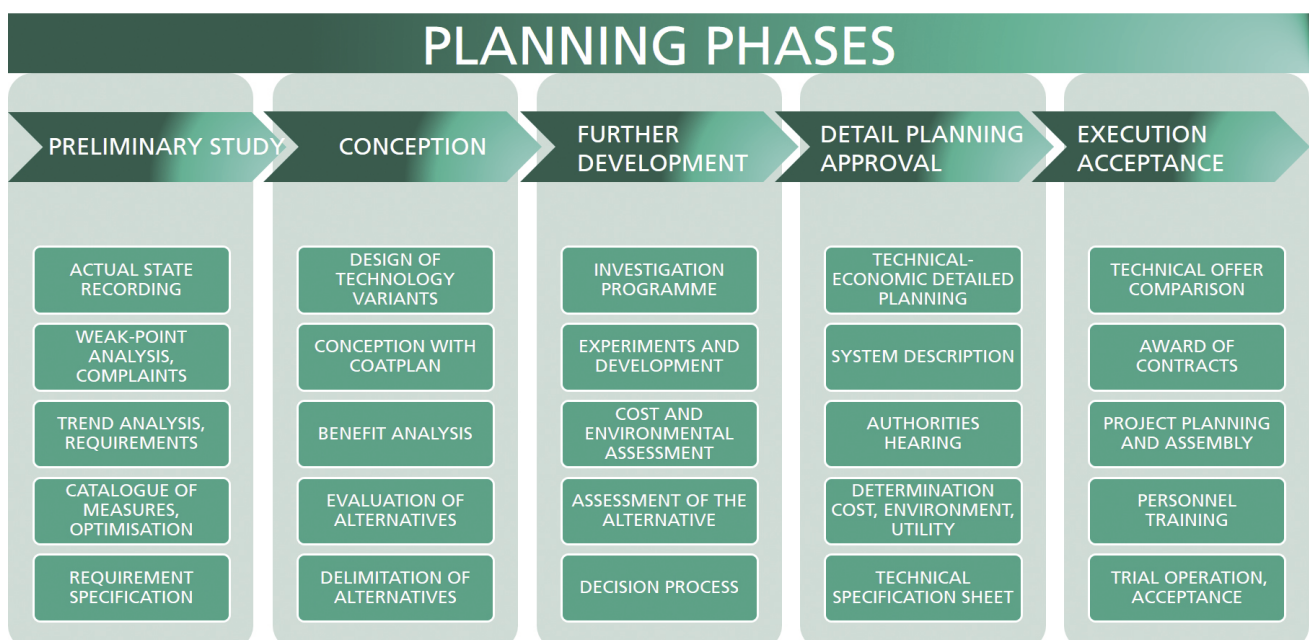 PLANNING PHASES
PRELIMINARY STUDY
ACTUAL STATE
RECORDING
WEAK-POINT
ANALYSIS,
COMPLAINTS
TREND ANALYSIS,
REQUIREMENTS
CATALOGUE OF
MEASURES,
OPTIMISATION
REQUIREMENT
SPECIFICATION
CONCEPTION
DESIGN OF
TECHNOLOGY
VARIANTS
CONCEPTION WITH
COATPLAN
BENEFIT ANALYSIS
EVALUATION OF
ALTERNATIVES
DELIMITATION OF
ALTERNATIVES
FURTHER
DEVELOPMENT
INVESTIGATION
PROGRAMME
EXPERIMENTS AND
DEVELOPMENT
COST AND
ENVIRONMENTAL
ASSESSMENT
ASSESSMENT OF THE
ALTERNATIVE
DECISION PROCESS
DETAIL PLANNING
APPROVAL
TECHNICAL-
ECONOMIC DETAILED
PLANNING
SYSTEM DESCRIPTION
AUTHORITIES
HEARING
DETERMINATION
COST, ENVIRONMENT,
UTILITY
TECHNICAL
SPECIFICATION SHEET
EXECUTION
ACCEPTANCE
TECHNICAL OFFER
COMPARISON
AWARD OF
CONTRACTS
PROJECT PLANNING
AND ASSEMBLY
PERSONNEL
TRAINING
TRIAL OPERATION,
ACCEPTANCE